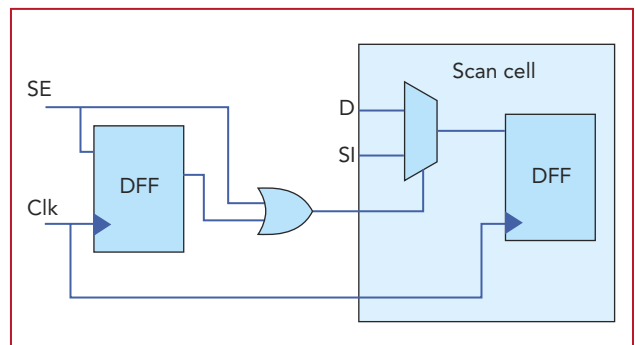 Scan cell
SE
D
SI
DFF
DFF
Clk